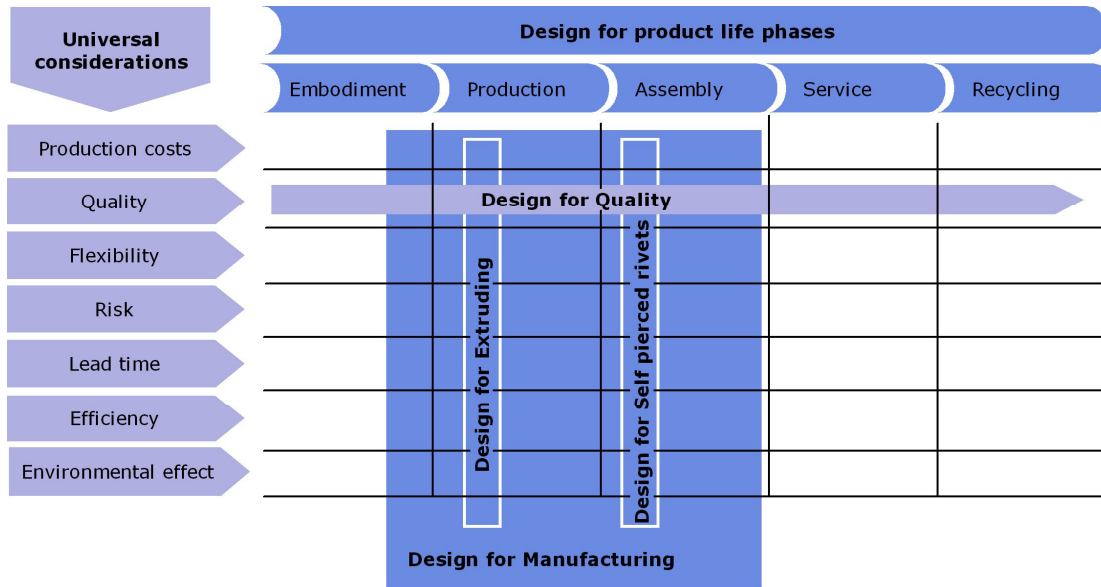 Universal
considerations
Design for product life phases
Embodiment
Production
Assembly
Service
Recycling
Production costs
Quality
Design for Quality
Flexibility
Risk
Lead time
Efficiency
Environmental effect
Design for Extruding
Design for Self pierced rivets
Design for Manufacturing